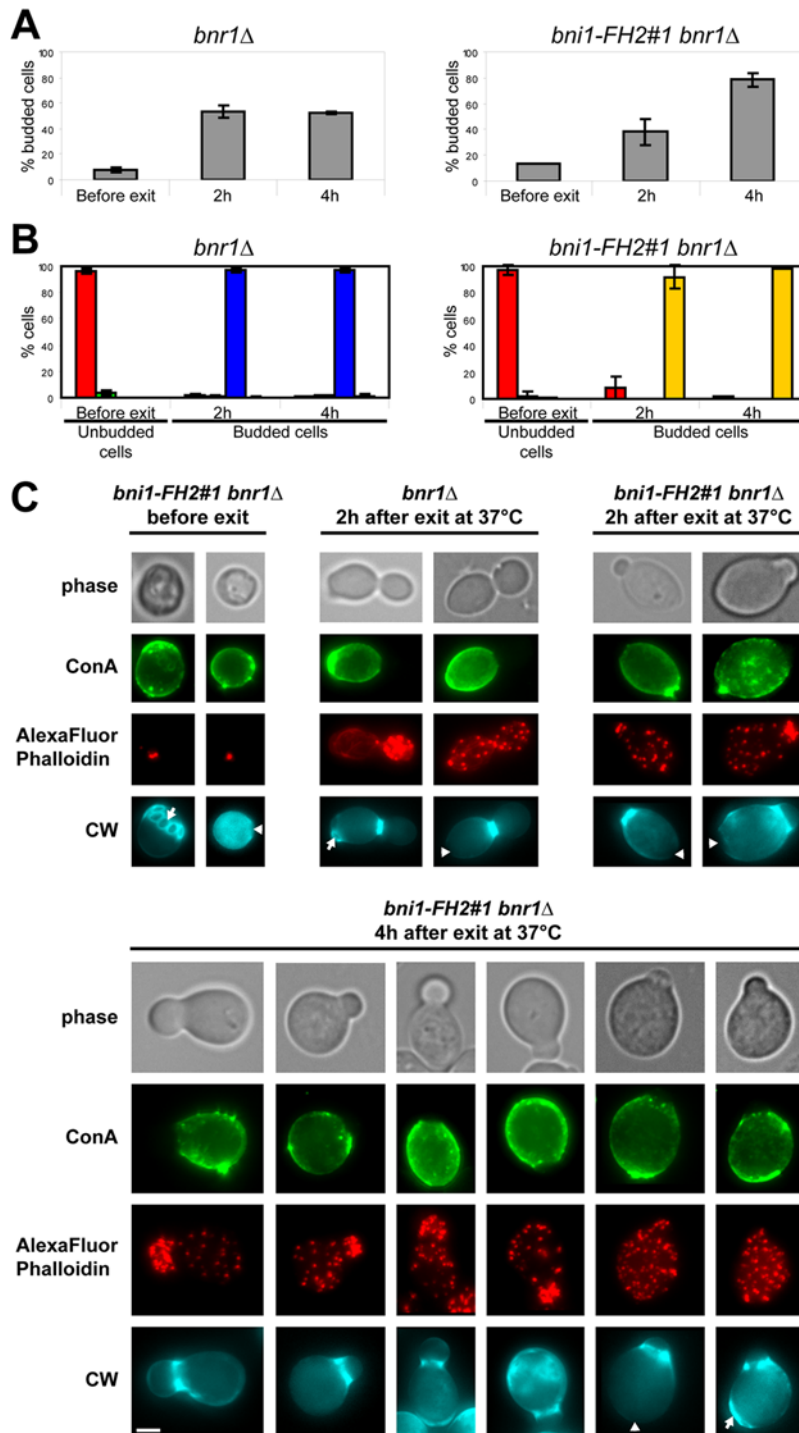 A
bnr1Δ
bni1-FH2#1 bnr1Δ
% budded cells
100
80
60
40
20
0
Before exit 2h 4h
% budded cells
100
80
60
40
20
0
Before exit 2h 4h
B
bnr1Δ
bni1-FH2#1 bnr1Δ
% cells
100
80
60
40
20
0
Before exit 2h 4h
Unbudded cells
Budded cells
% cells
100
80
60
40
20
0
Before exit 2h 4h
Unbudded cells
Budded cells
C
bni1-FH2#1 bnr1Δ
before exit
bnr1Δ
2h after exit at 37°C
bni1-FH2#1 bnr1Δ
2h after exit at 37°C
phase
ConA
AlexaFluor
Phalloidin
CW
bni1-FH2#1 bnr1Δ
4h after exit at 37°C
phase
ConA
AlexaFluor
Phalloidin
CW